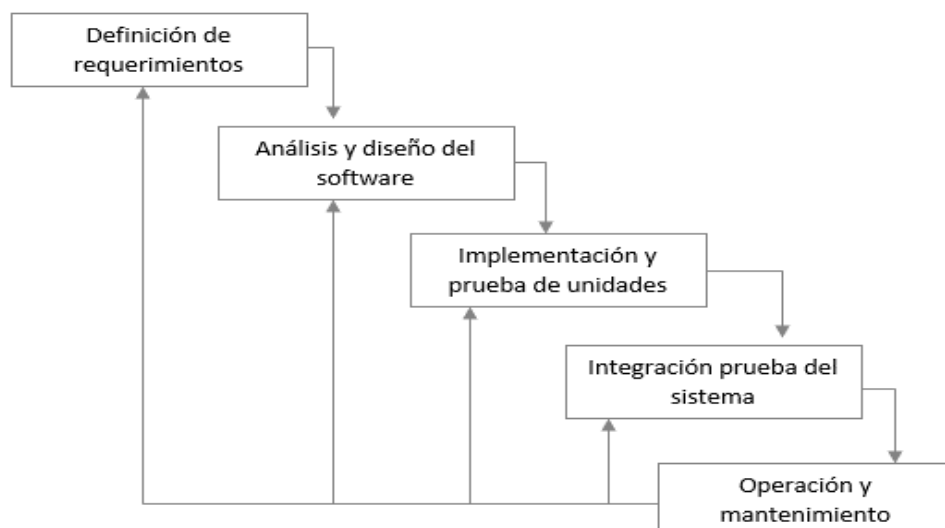 Definición de
requerimientos
Análisis y diseño del
software
Implementación y
prueba de unidades
Integración prueba del
sistema
Operación y
mantenimiento